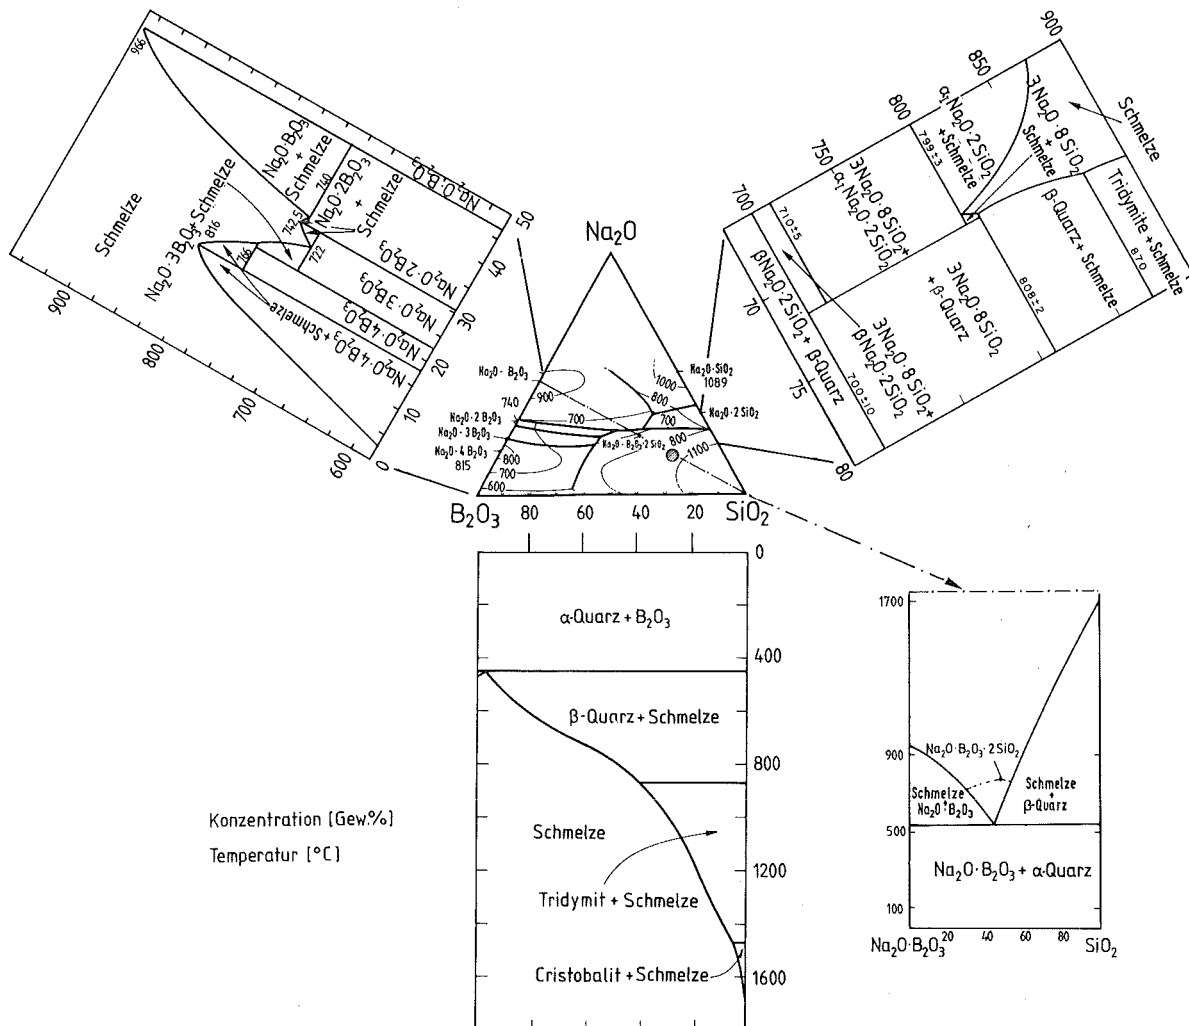 966
Schmelze
Na₂O·3B₂O₃+Schmelze
816
Na₂O·B₂O₃
+
Schmelze
740
742,5
Na₂O·2B₂O₃
+
Schmelze
722
766
Na₂O·B₂O₃
Na₂O·2B₂O₃
Na₂O·3B₂O₃
Na₂O·4B₂O₃
Na₂O·4B₂O₃+Schmelze
50
40
30
20
10
0
900
800
700
600
900
850
800
750
700
70
75
80
Schmelze
Tridymite + Schmelze
870
3Na₂O·8SiO₂
+
Schmelze
α₁Na₂O·2SiO₂
+ Schmelze
799±3
β-Quarz + Schmelze
808±2
3Na₂O·8SiO₂+
α₁Na₂O·2SiO₂
3Na₂O·8SiO₂
+ β-Quarz
710±5
3Na₂O·8SiO₂+
βNa₂O·2SiO₂
700±10
βNa₂O·2SiO₂+ β-Quarz
Na₂O
Na₂O· B₂O₃
900
740
Na₂O·2B₂O₃
Na₂O·3B₂O₃
Na₂O·4B₂O₃
815
800
700
600
700
1000
800
700
800
1100
Na₂O·SiO₂
1089
Na₂O·2SiO₂
Na₂O·B₂O₃·2SiO₂
B₂O₃
80
60
40
20
SiO₂
0
α-Quarz + B₂O₃
400
β-Quarz + Schmelze
800
Schmelze
1200
Tridymit + Schmelze
Cristobalit + Schmelze
1600
Konzentration [Gew.%]
Temperatur [°C]
1700
900
Na₂O·B₂O₃·2SiO₂
Schmelze
+
Na₂O·B₂O₃
Schmelze
+
β-Quarz
500
Na₂O·B₂O₃ + α-Quarz
100
Na₂O·B₂O₃
20
40
60
80
SiO₂